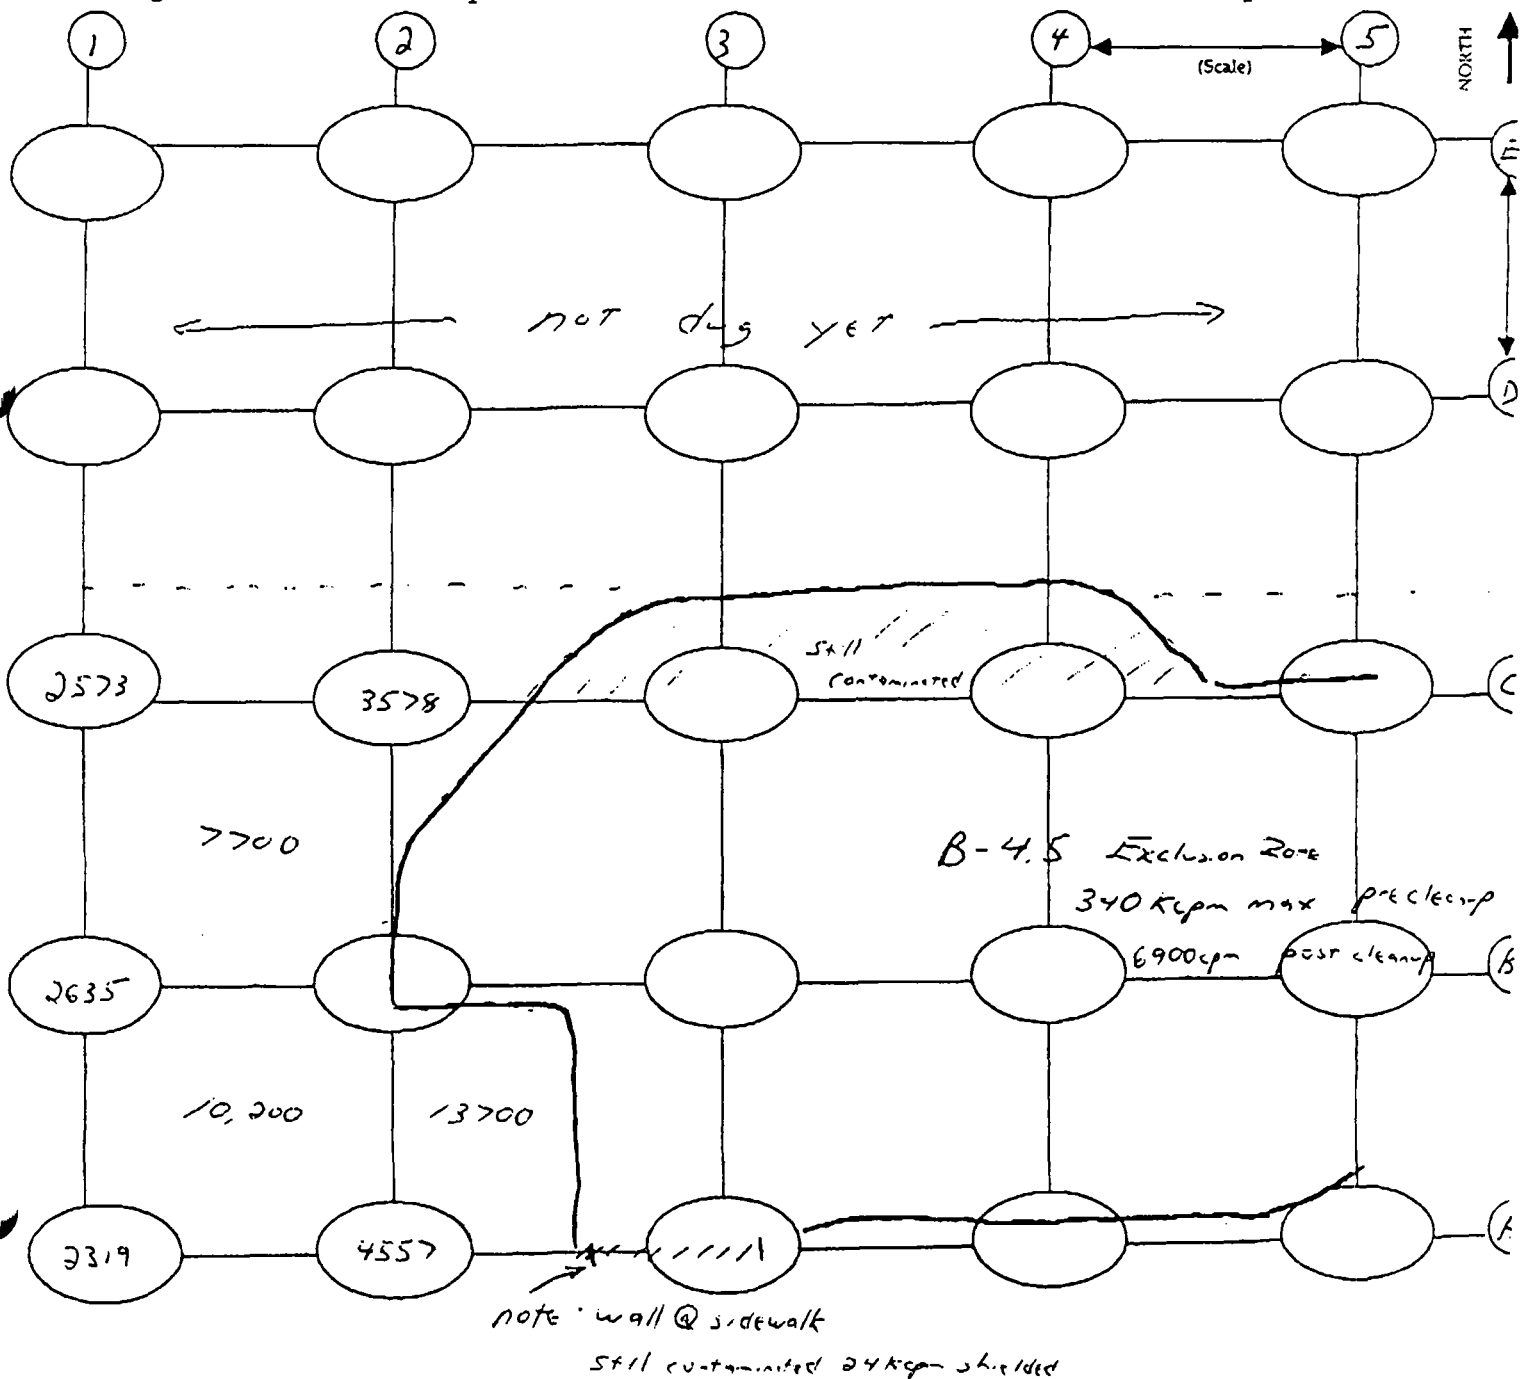 1 2 3 4 5
(Scale)
NORTH
E
not dug yet
D
still
contaminated
2573 3578 C
7700
B-4.5 Exclusion Zone
340 Kcpm max precleanup
6900cpm post cleanup
2635 B
10,200 13700
2319 4557 A
note wall @ sidewalk
still contaminated 24 kcpm shielded